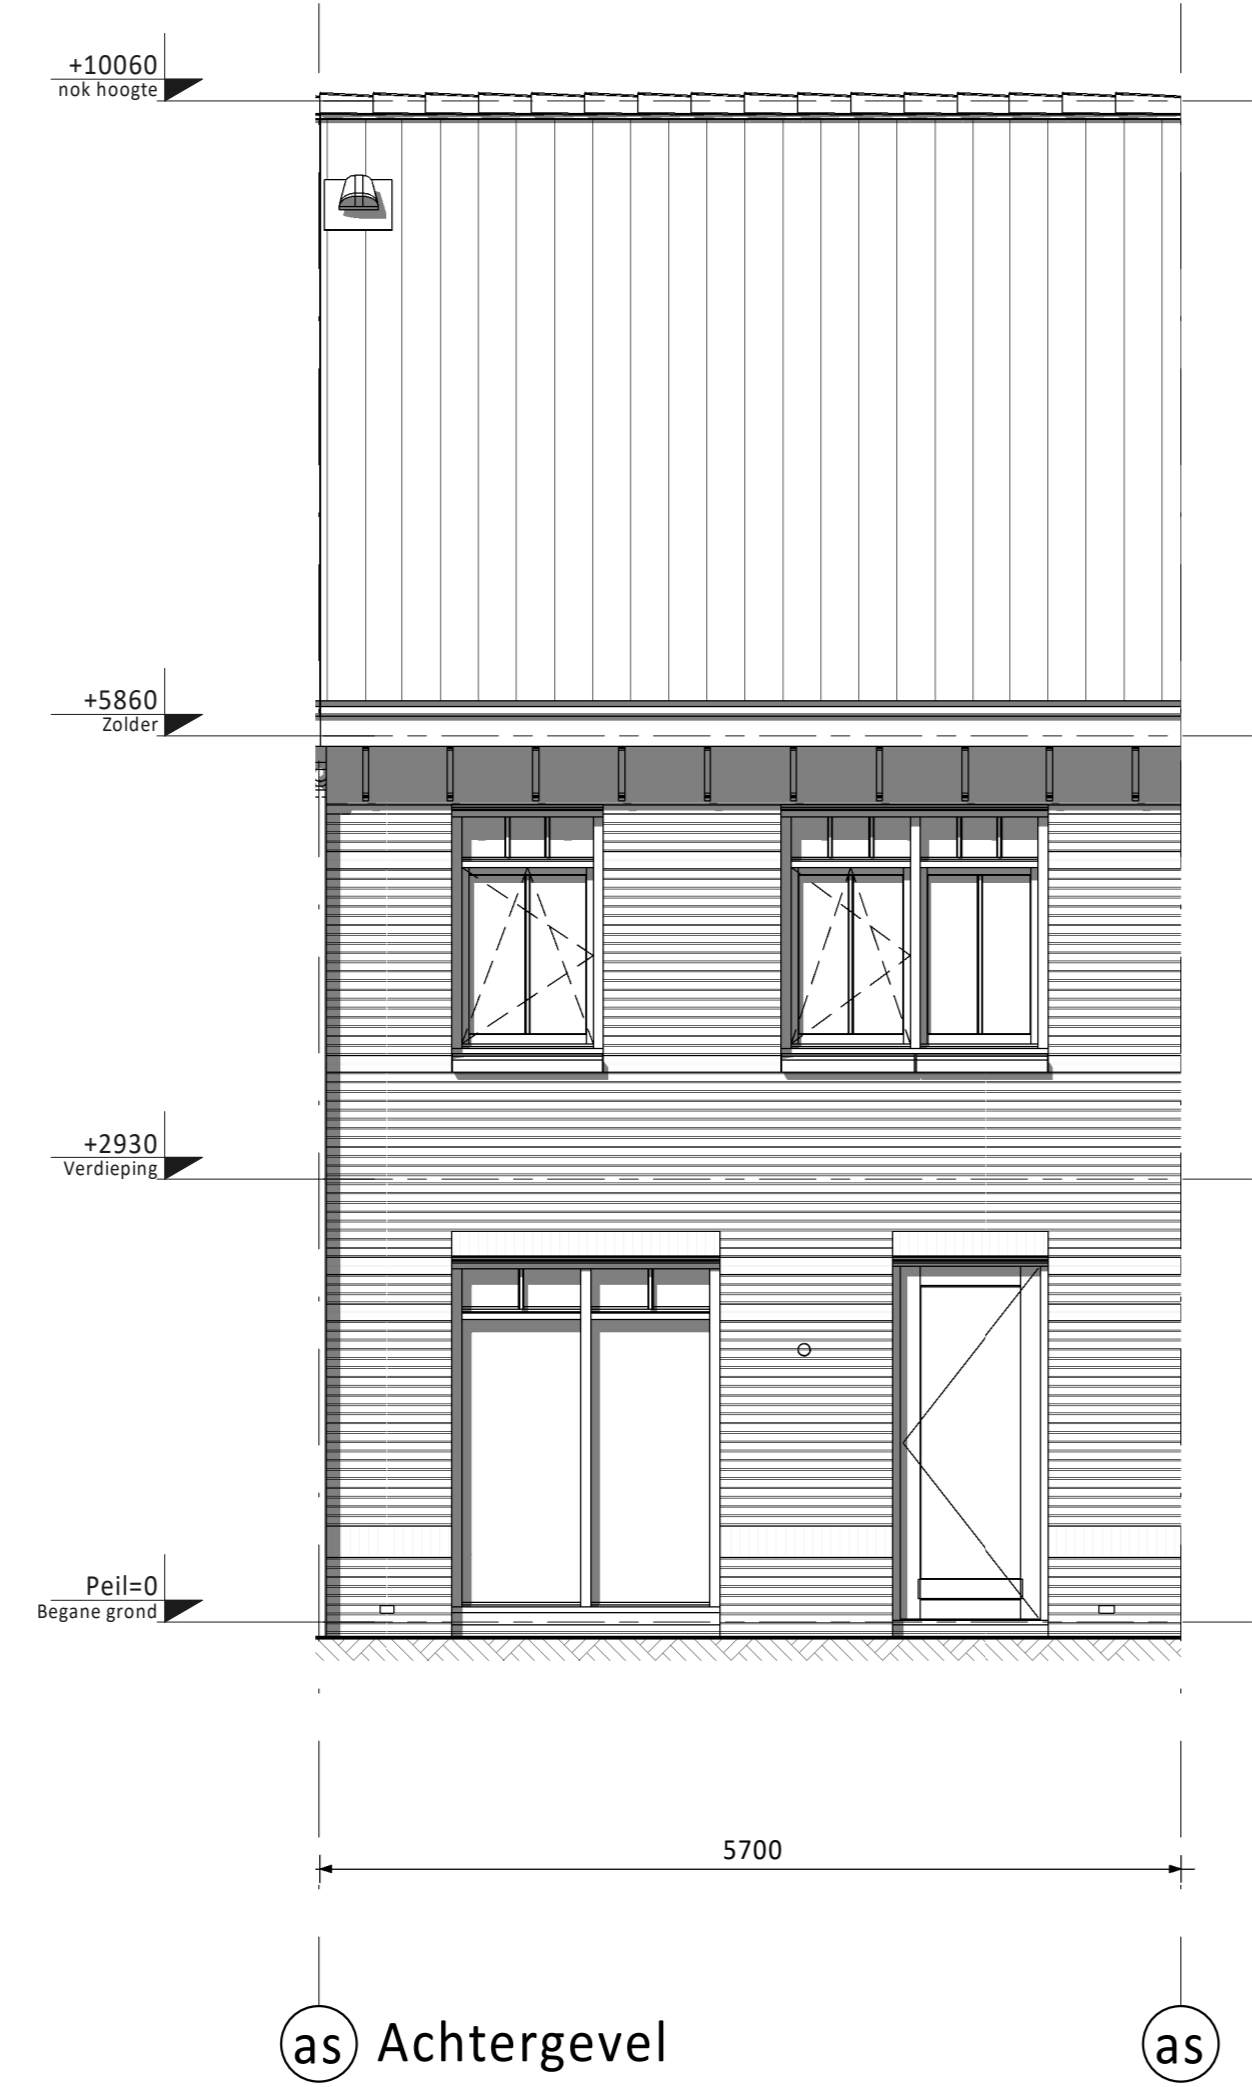 +10060
nok hoogte
+5860
Zolder
+2930
Verdieping
Peil=0
Begane grond
5700
as Achtergevel as